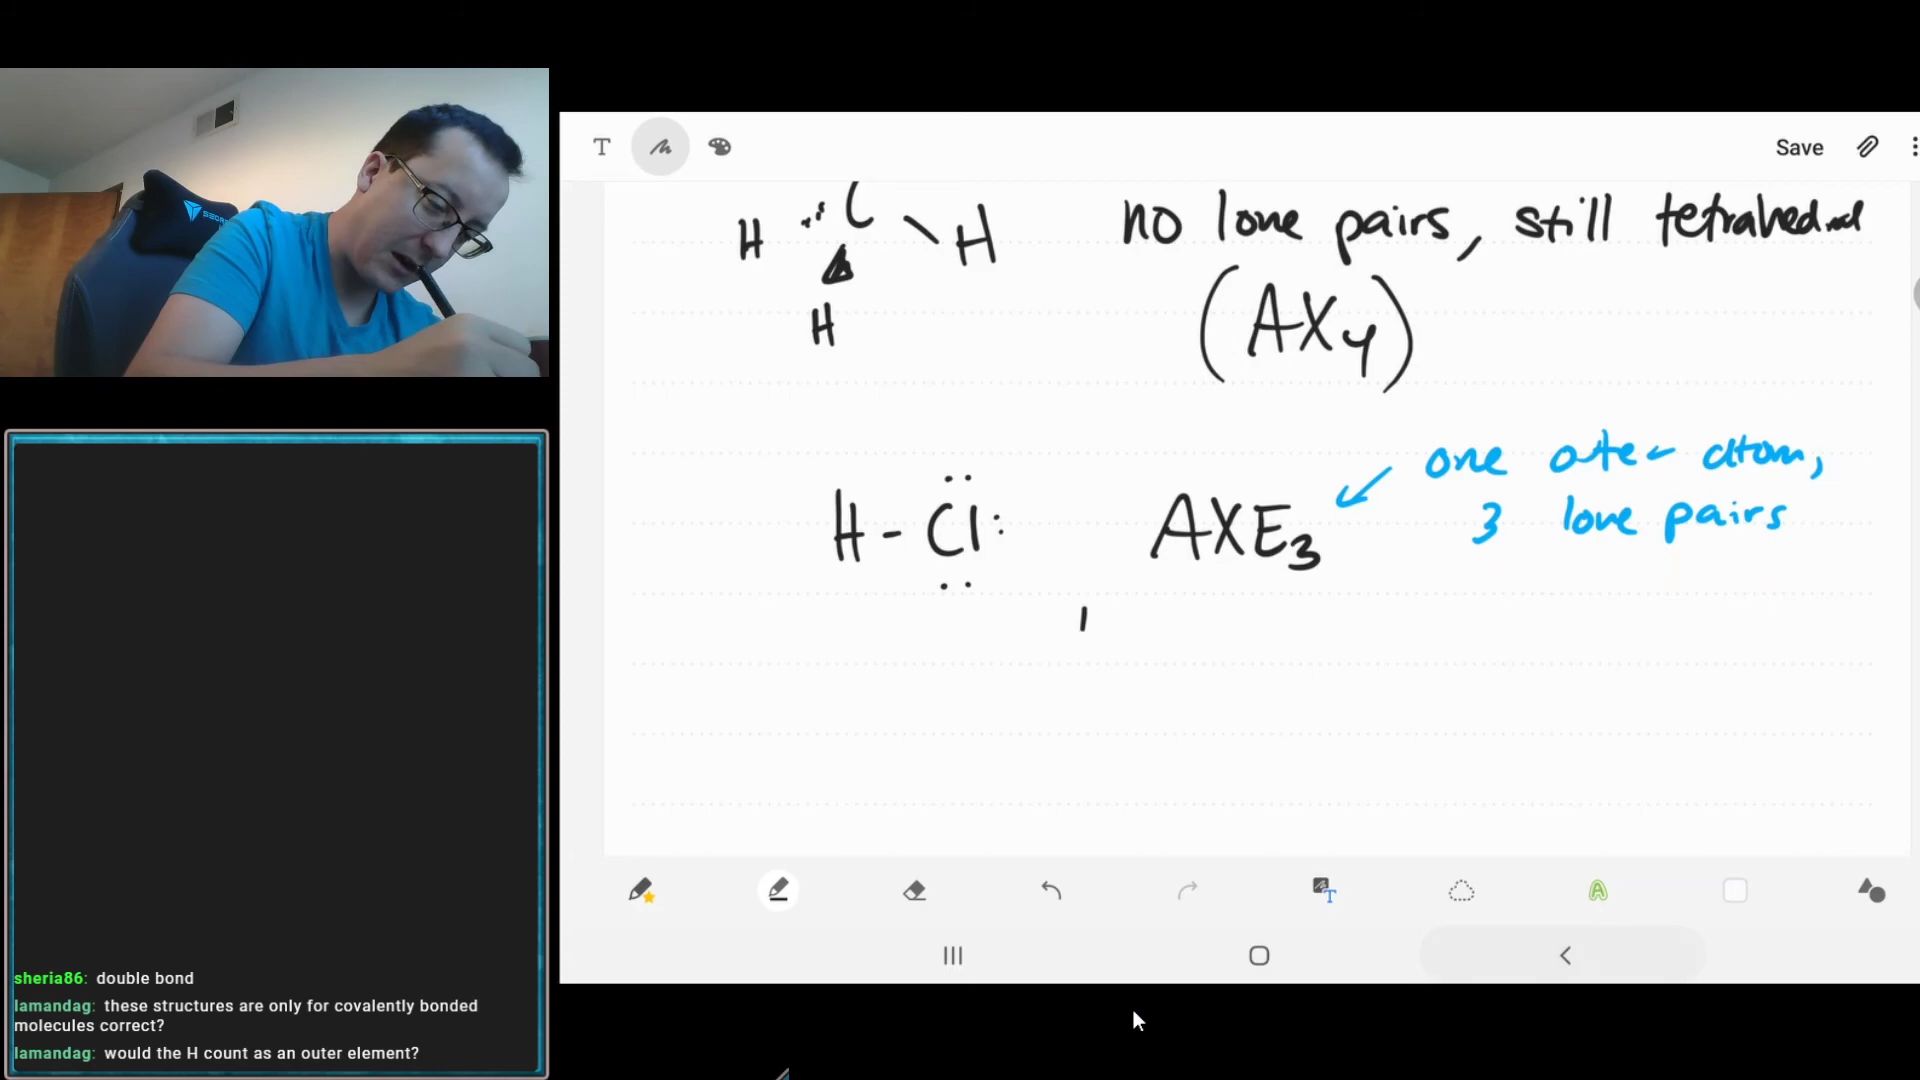 T
Save
H C H
no lone pairs, still tetrahedral
H
(AX4)
H - Cl:
AXE3
one outer atom,
3 lone pairs
sheria86: double bond
lamandag: these structures are only for covalently bonded
molecules correct?
lamandag: would the H count as an outer element?